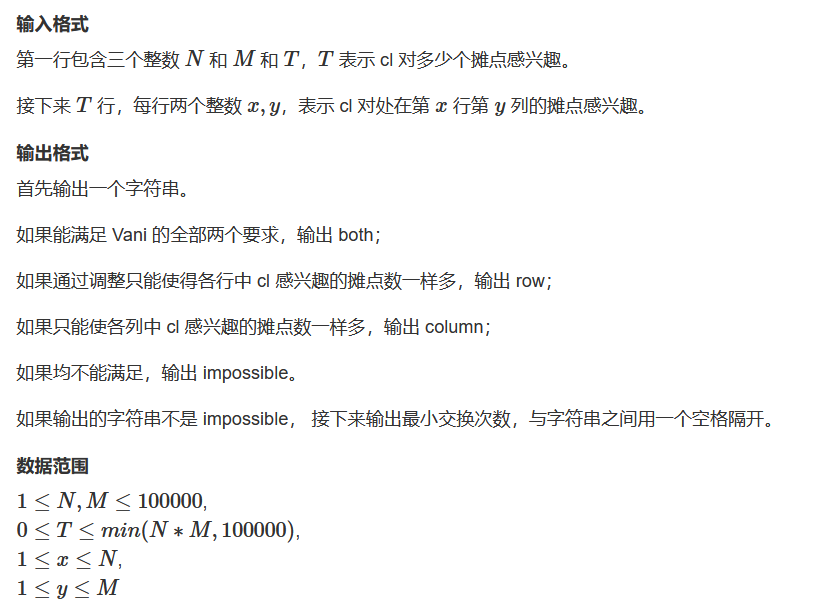 输入格式
第一行包含三个整数 N 和 M 和 T，T 表示 cl 对多少个摊点感兴趣。
接下来 T 行，每行两个整数 x, y，表示 cl 对处在第 x 行第 y 列的摊点感兴趣。
输出格式
首先输出一个字符串。
如果能满足 Vani 的全部两个要求，输出 both；
如果通过调整只能使得各行中 cl 感兴趣的摊点数一样多，输出 row；
如果只能使各列中 cl 感兴趣的摊点数一样多，输出 column；
如果均不能满足，输出 impossible。
如果输出的字符串不是 impossible， 接下来输出最小交换次数，与字符串之间用一个空格隔开。
数据范围
1 ≤ N, M ≤ 100000,
0 ≤ T ≤ min(N * M, 100000),
1 ≤ x ≤ N,
1 ≤ y ≤ M